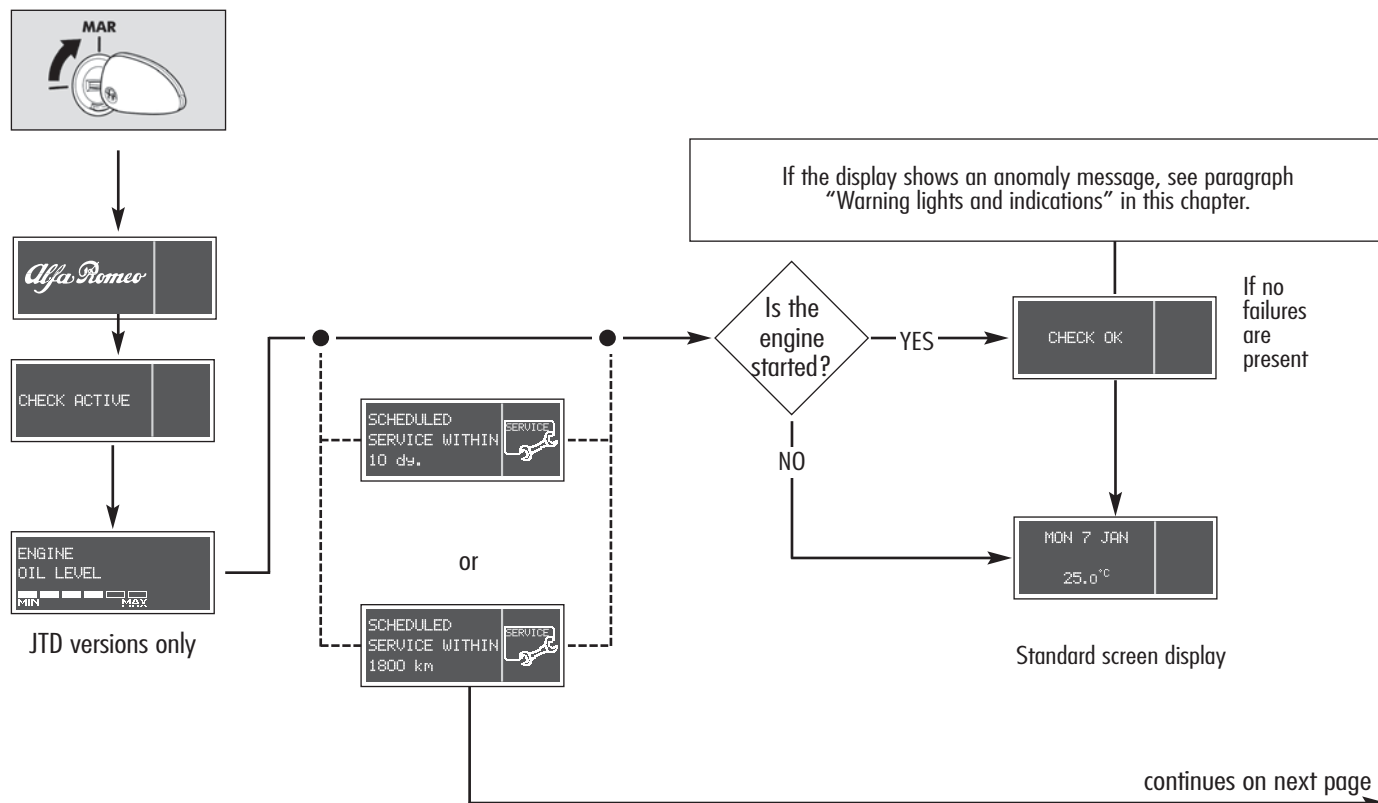 MAR
Alfa Romeo
CHECK ACTIVE
ENGINE
OIL LEVEL
MIN MAX
JTD versions only
SCHEDULED
SERVICE WITHIN
10 dy.
SERVICE
or
SCHEDULED
SERVICE WITHIN
1800 km
SERVICE
Is the
engine
started?
YES
NO
If the display shows an anomaly message, see paragraph
“Warning lights and indications” in this chapter.
CHECK OK
If no
failures
are
present
MON 7 JAN
25.0°C
Standard screen display
continues on next page